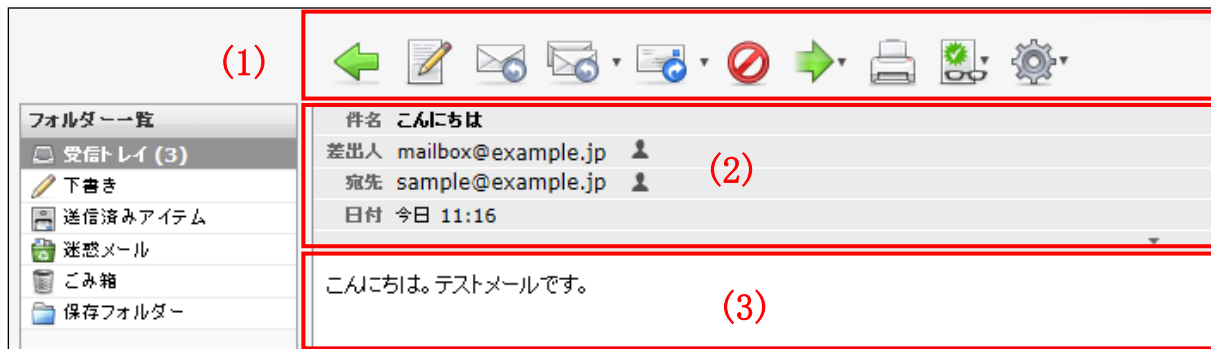 (1)
フォルダー一覧
受信トレイ (3)
下書き
送信済みアイテム
迷惑メール
ごみ箱
保存フォルダー
件名 こんにちは
差出人 mailbox@example.jp
宛先 sample@example.jp
日付 今日 11:16
(2)
こんにちは。テストメールです。
(3)